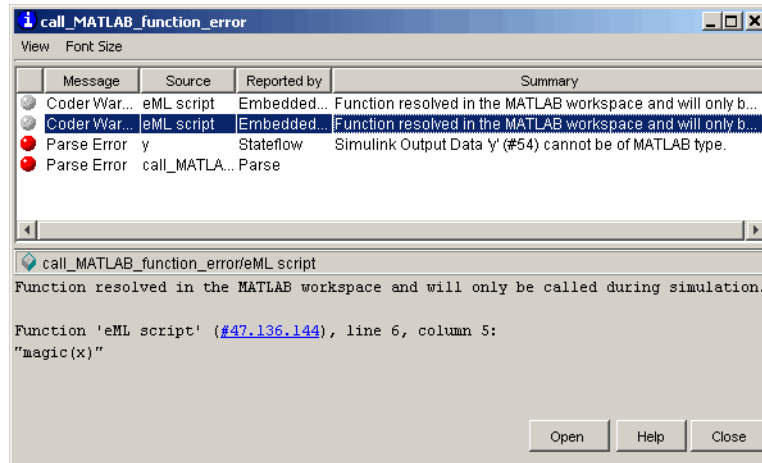 call_MATLAB_function_error
View Font Size
Message Source Reported by Summary
Coder War... eML script Embedded... Function resolved in the MATLAB workspace and will only b...
Coder War... eML script Embedded... Function resolved in the MATLAB workspace and will only b...
Parse Error y Stateflow Simulink Output Data 'y' (#54) cannot be of MATLAB type.
Parse Error call_MATLA... Parse
call_MATLAB_function_error/eML script
Function resolved in the MATLAB workspace and will only be called during simulation.
Function 'eML script' (#47.136.144), line 6, column 5:
"magic(x)"
Open Help Close